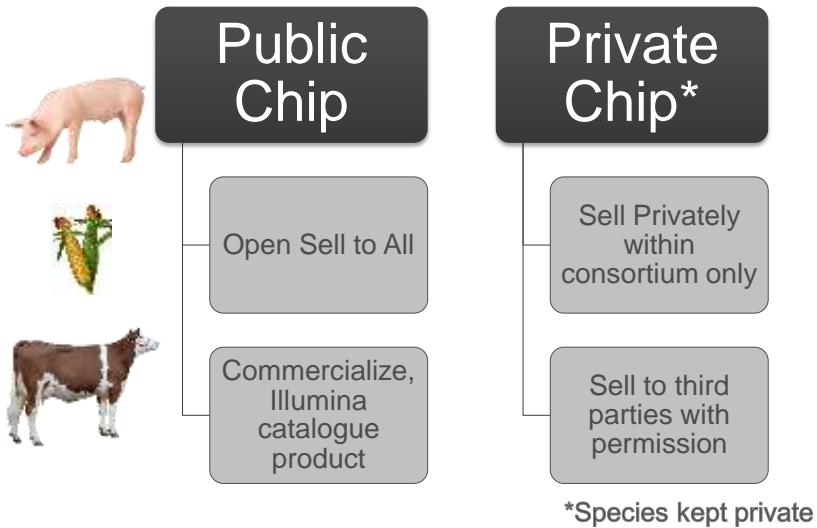 Public
Chip
Open Sell to All
Commercialize,
Illumina
catalogue
product
Private
Chip*
Sell Privately
within
consortium only
Sell to third
parties with
permission
*Species kept private